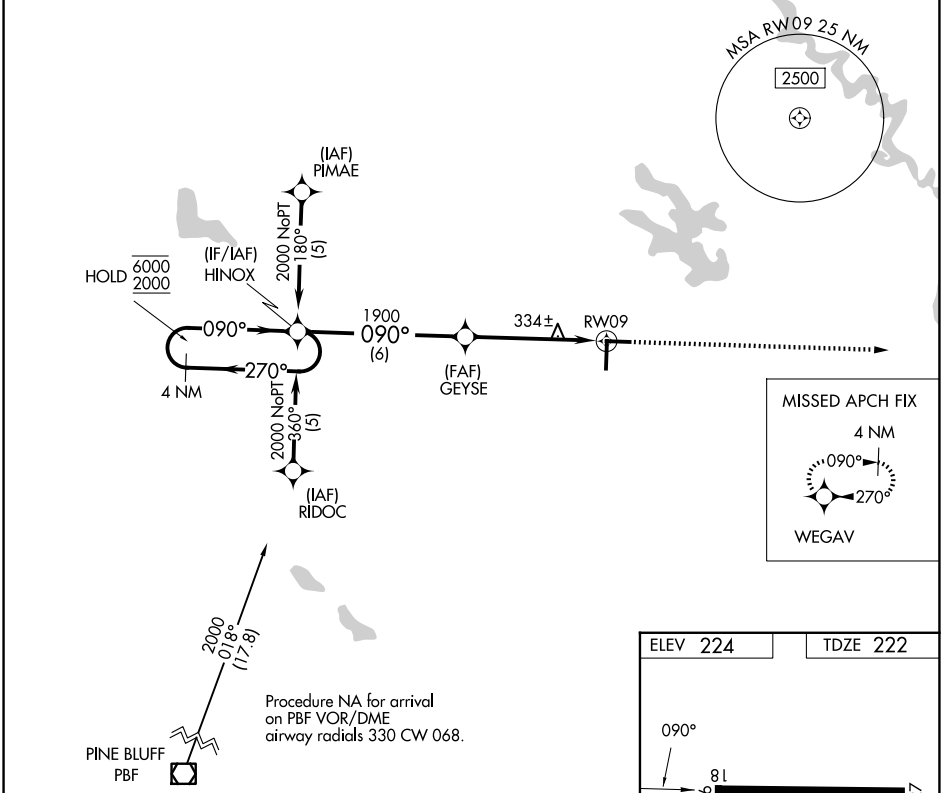 MSA RW09 25 NM
2500
(IAF)
PIMAE
2000 NoPT
180°
(5)
(IF/IAF)
HINOX
HOLD 6000
2000
090°
270°
4 NM
1900
090°
(6)
(FAF)
GEYSE
334±
RW09
2000 NoPT
360°
(5)
(IAF)
RIDOC
MISSED APCH FIX
4 NM
090°
270°
WEGAV
2000
018°
(17.8)
Procedure NA for arrival
on PBF VOR/DME
airway radials 330 CW 068.
PINE BLUFF
PBF
ELEV 224
TDZE 222
090°
18